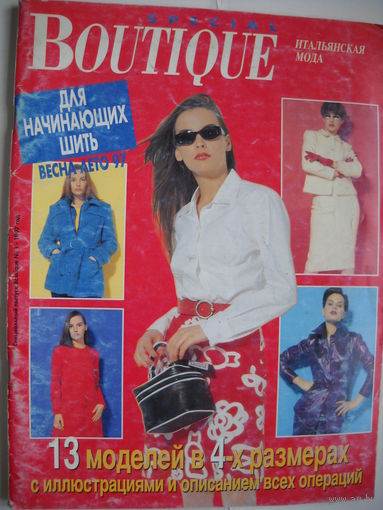 SPECIAL
BOUTIQUE
ИТАЛЬЯНСКАЯ
МОДА
ДЛЯ
НАЧИНАЮЩИХ
ШИТЬ
ВЕСНА-ЛЕТО 97
13 моделей в 4-х размерах
с иллюстрациями и описанием всех операций